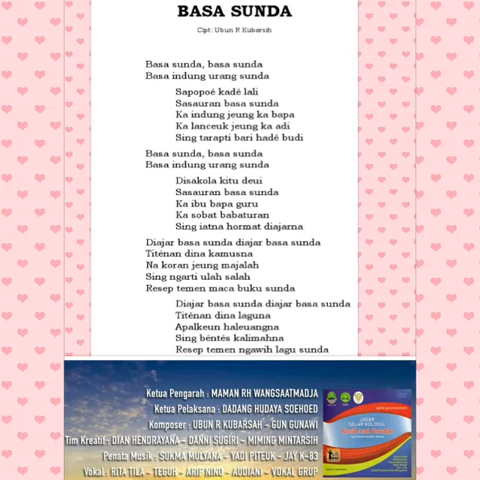 BASA SUNDA
Cipt: Ubun R Kubarsih
Basa sunda, basa sunda
Basa indung urang sunda
Sapopoé kadé lali
Sasauran basa sunda
Ka indung jeung ka bapa
Ka lanceuk jeung ka adi
Sing tarapti bari hadé budi
Basa sunda, basa sunda
Basa indung urang sunda
Disakola kitu deui
Sasauran basa sunda
Ka ibu bapa guru
Ka sobat babaturan
Sing iatna hormat diajarna
Diajar basa sunda diajar basa sunda
Titénan dina kamusna
Na koran jeung majalah
Sing ngarti ulah salah
Resep temen maca buku sunda
Diajar basa sunda diajar basa sunda
Titénan dina laguna
Apalkeun haleuangna
Sing béntés kalimahna
Resep temen ngawih lagu sunda
Ketua Pengarah : MAMAN RH WANGSAATMADJA
Ketua Pelaksana : DADANG HUDAYA SOEHOED
Komposer : UBUN R KUBARSAH - GUN GUNAWI
Tim Kreatif : DIAN HENDRAYANA - DANNI SUGIRI - MIMING MINTARSIH
Penata Musik : SUKMA MULYANA - YADI PITEUK - JAY K-83
Vokal : RITA TILA - TEGUH - ARIF NINO - AUDIANI - VOKAL GRUP
JABAR
GELAR KOLOSAL